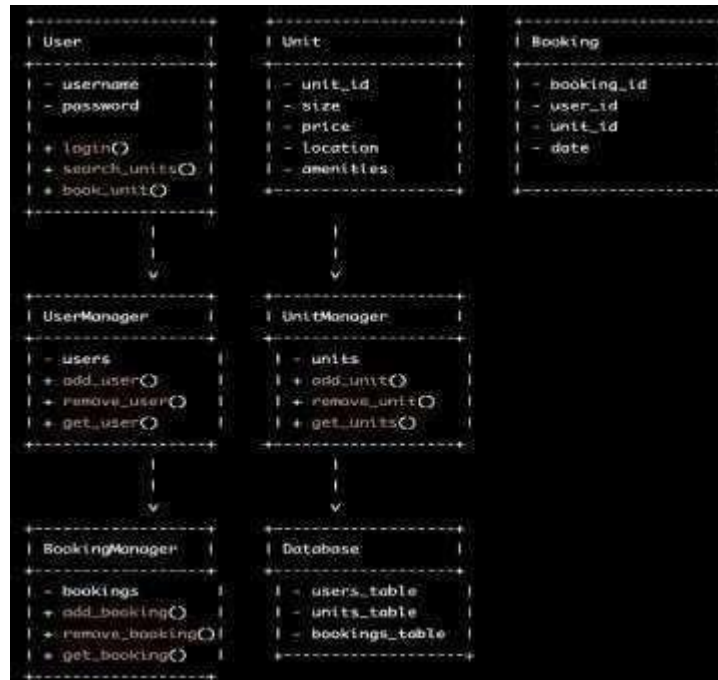 User
- username
- password
+ login()
+ search_units()
+ book_unit()
Unit
- unit_id
- size
- price
- location
- amenities
Booking
- booking_id
- user_id
- unit_id
- date
UserManager
- users
+ add_user()
+ remove_user()
+ get_user()
UnitManager
- units
+ add_unit()
+ remove_unit()
+ get_units()
BookingManager
- bookings
+ add_booking()
+ remove_booking()
+ get_booking()
Database
- users_table
- units_table
- bookings_table